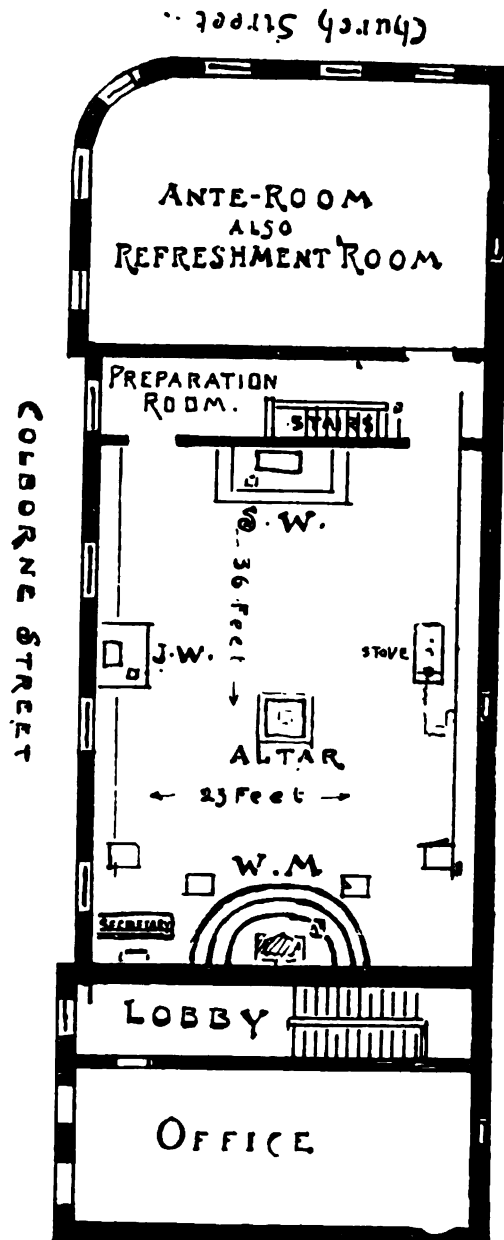 Church Street..
ANTE-ROOM
ALSO
REFRESHMENT ROOM
PREPARATION
ROOM.
STAIRS
S.W.
36 Feet
COLBORNE STREET
J.W.
STOVE
ALTAR
23 Feet
W.M
SECRETARY
LOBBY
OFFICE